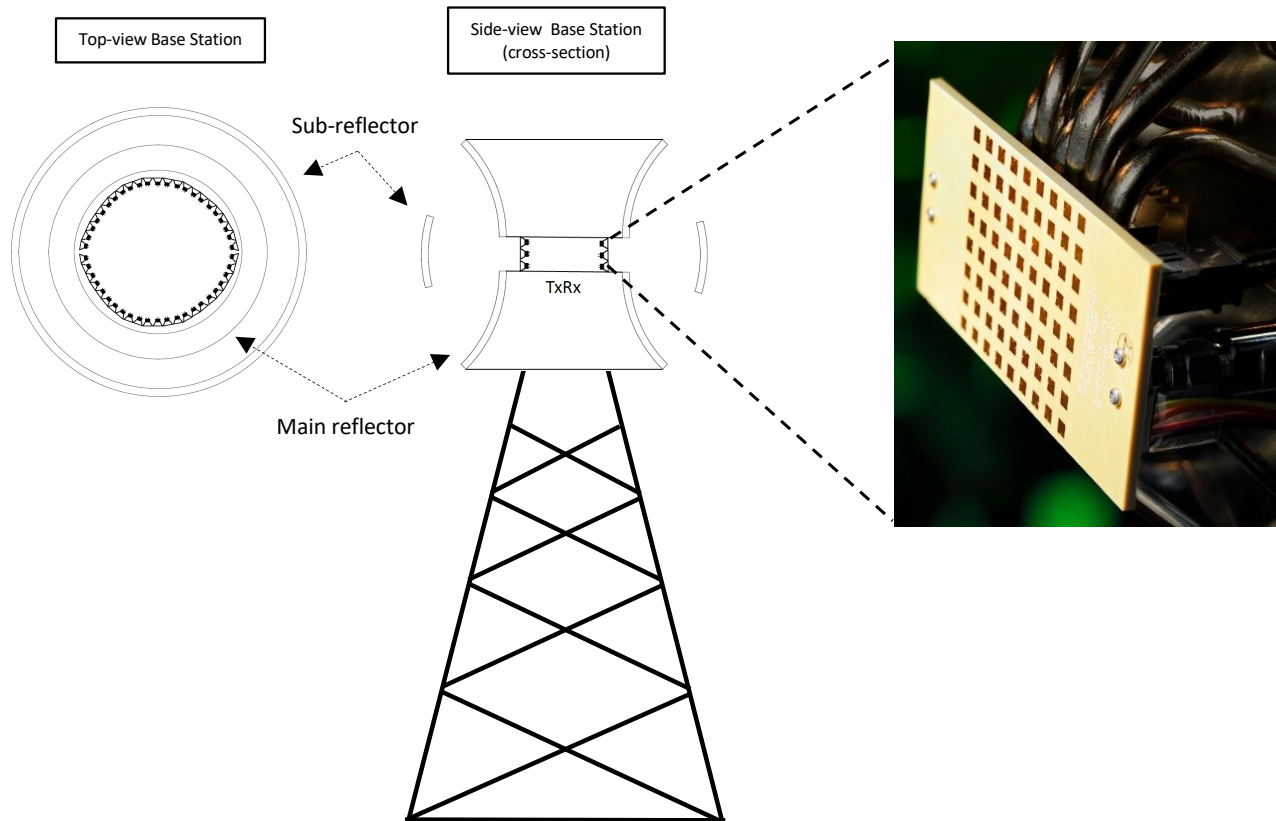 Top-view Base Station
Side-view Base Station
(cross-section)
Sub-reflector
TxRx
Main reflector